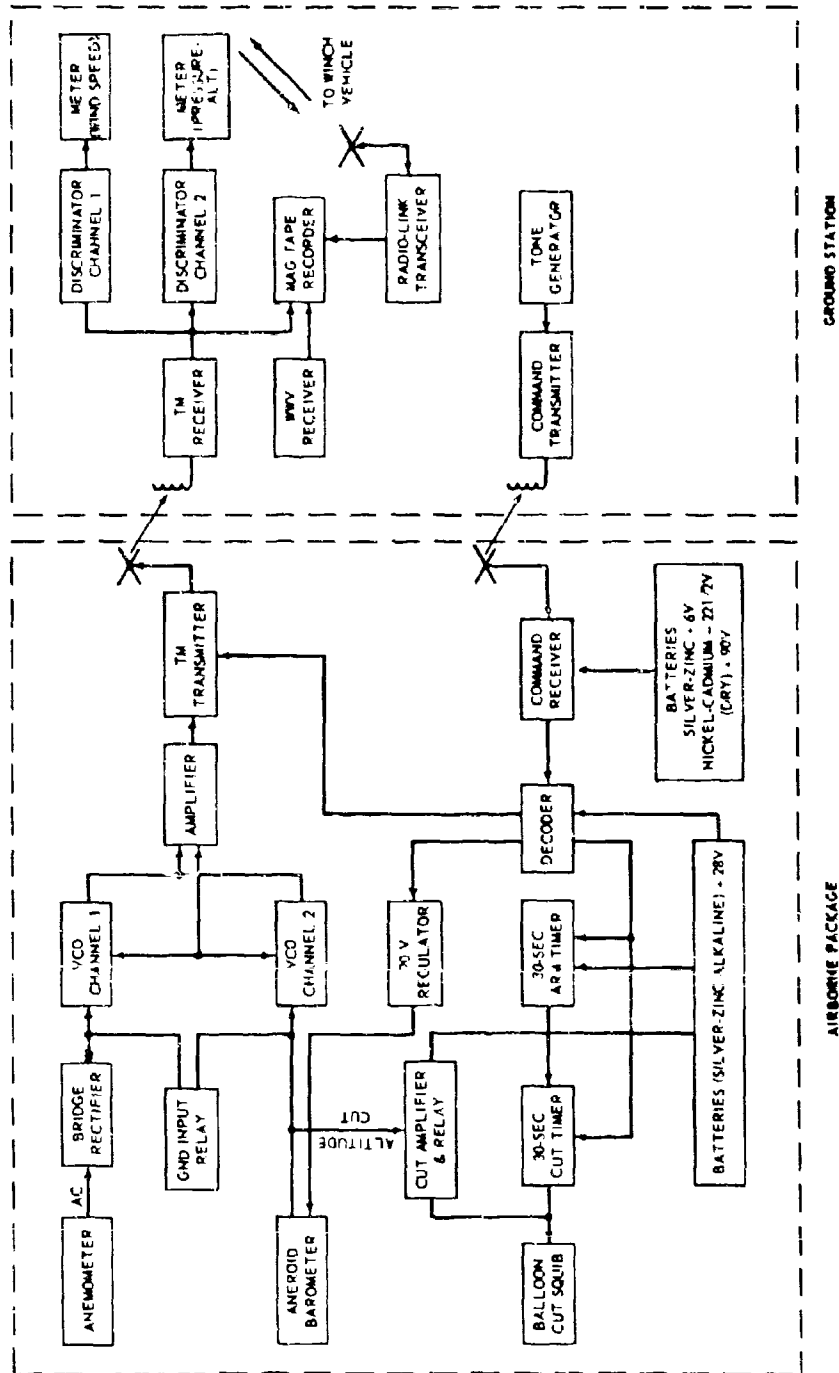 ANEMOMETER
AC
BRIDGE
RECTIFIER
VCO
CHANNEL 1
AMPLIFIER
TM
TRANSMITTER
GND INPUT
RELAY
ANEROID
BAROMETER
VCO
CHANNEL 2
ALTITUDE
CUT
CUT AMPLIFIER
& RELAY
REGULATOR
BALLOON
CUT SQUIB
30-SEC
CUT TIMER
30-SEC
TIMER
DECODER
COMMAND
RECEIVER
BATTERIES (SILVER-ZINC ALKALINE) + 28V
BATTERIES
SILVER-ZINC + 6V
NICKEL-CADMIUM - 22 1/2V
(DRY) + 90V
AIRBORNE PACKAGE
TM
RECEIVER
DISCRIMINATOR
CHANNEL 1
METER
(WIND SPEED)
DISCRIMINATOR
CHANNEL 2
METER
(PRESSURE-
ALT)
WWV
RECEIVER
MAG TAPE
RECORDER
RADIO-LINK
TRANSCEIVER
TO WINCH
VEHICLE
COMMAND
TRANSMITTER
TONE
GENERATOR
GROUND STATION